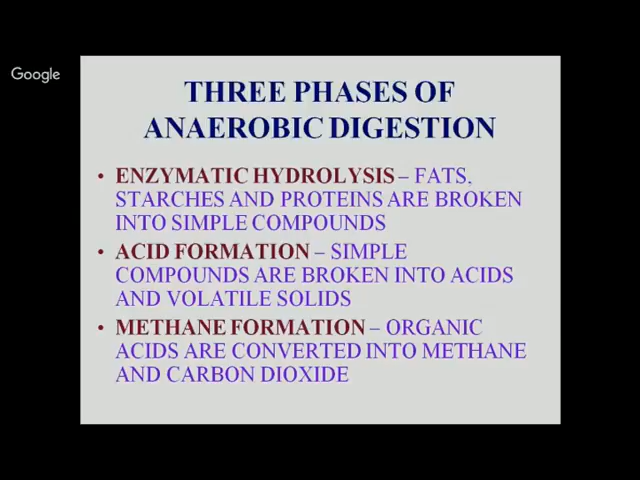 Google
THREE PHASES OF
ANAEROBIC DIGESTION
• ENZYMATIC HYDROLYSIS – FATS,
STARCHES AND PROTEINS ARE BROKEN
INTO SIMPLE COMPOUNDS
• ACID FORMATION – SIMPLE
COMPOUNDS ARE BROKEN INTO ACIDS
AND VOLATILE SOLIDS
• METHANE FORMATION – ORGANIC
ACIDS ARE CONVERTED INTO METHANE
AND CARBON DIOXIDE